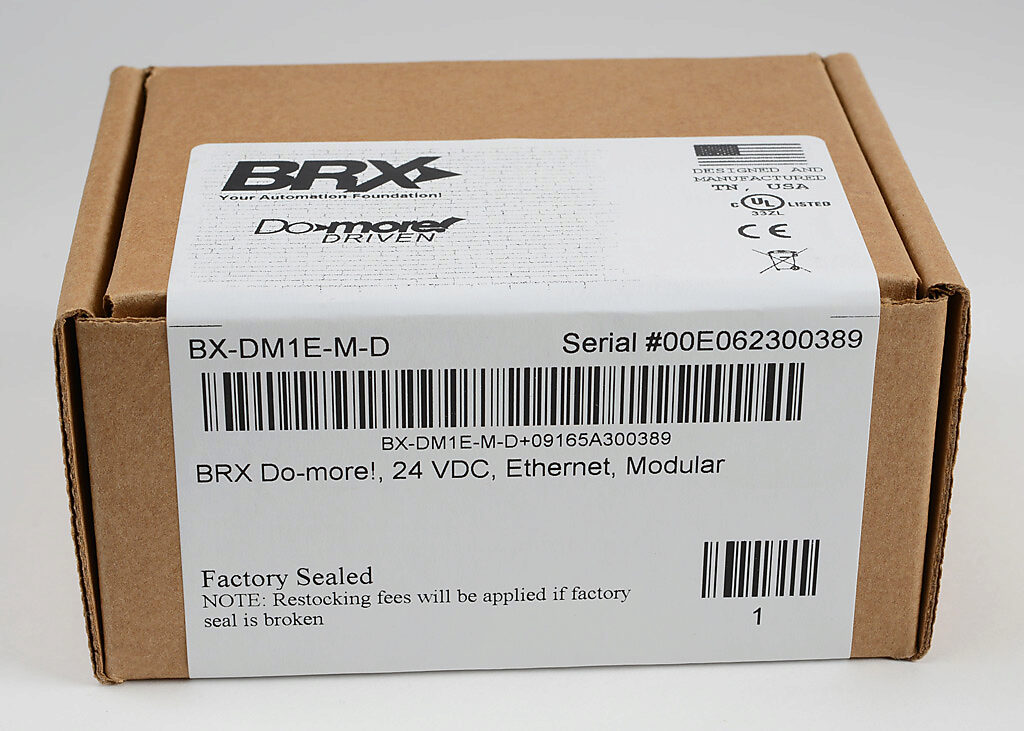 BRX
Your Automation Foundation!
Do-more!
DRIVEN
DESIGNED AND
MANUFACTURED
TN, USA
C UL LISTED
33ZL
CE
BX-DM1E-M-D
Serial #00E062300389
BX-DM1E-M-D+09165A300389
BRX Do-more!, 24 VDC, Ethernet, Modular
Factory Sealed
NOTE: Restocking fees will be applied if factory
seal is broken
1